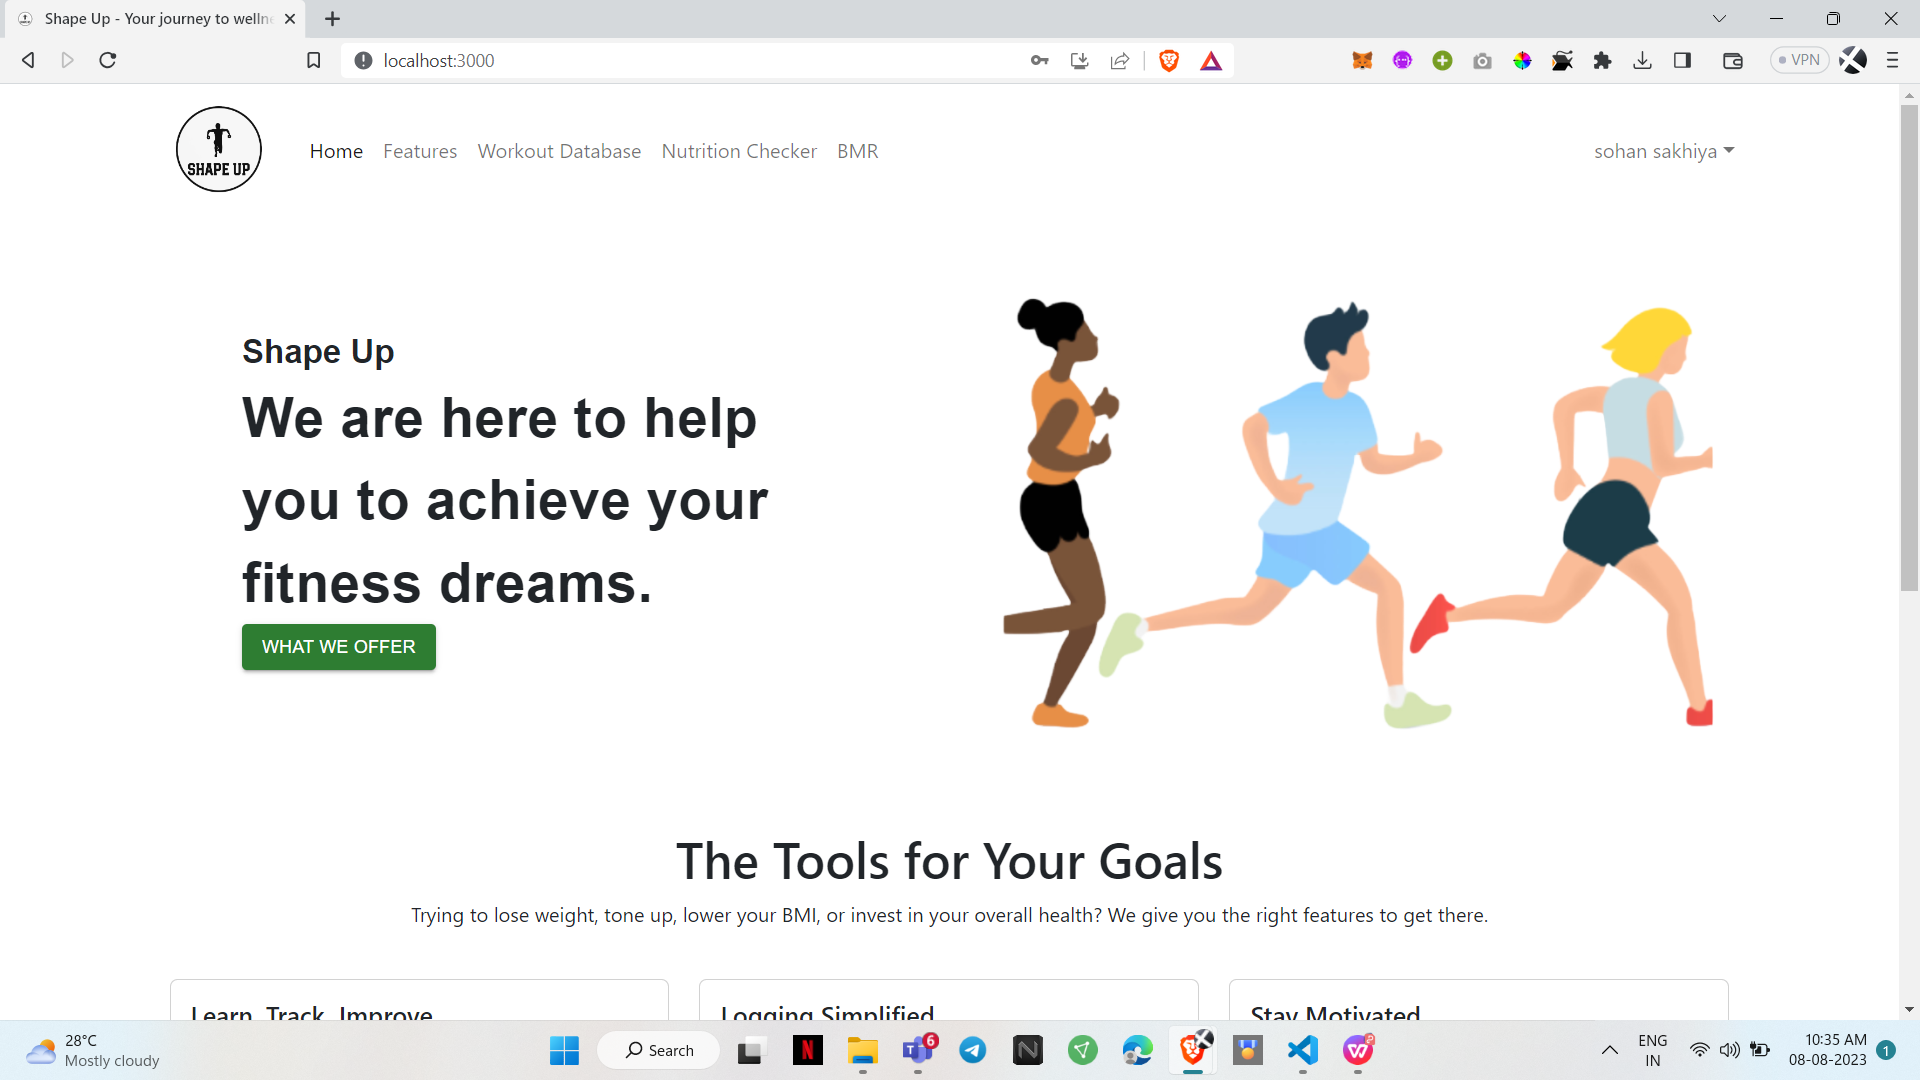 Shape Up - Your journey to wellne
localhost:3000
VPN
SHAPE UP
Home
Features
Workout Database
Nutrition Checker
BMR
sohan sakhiya
Shape Up
We are here to help
you to achieve your
fitness dreams.
WHAT WE OFFER
The Tools for Your Goals
Trying to lose weight, tone up, lower your BMI, or invest in your overall health? We give you the right features to get there.
Learn, Track, Improve
Logging Simplified
Stay Motivated
28°C
Mostly cloudy
Search
6
ENG
IN
10:35 AM
08-08-2023
1